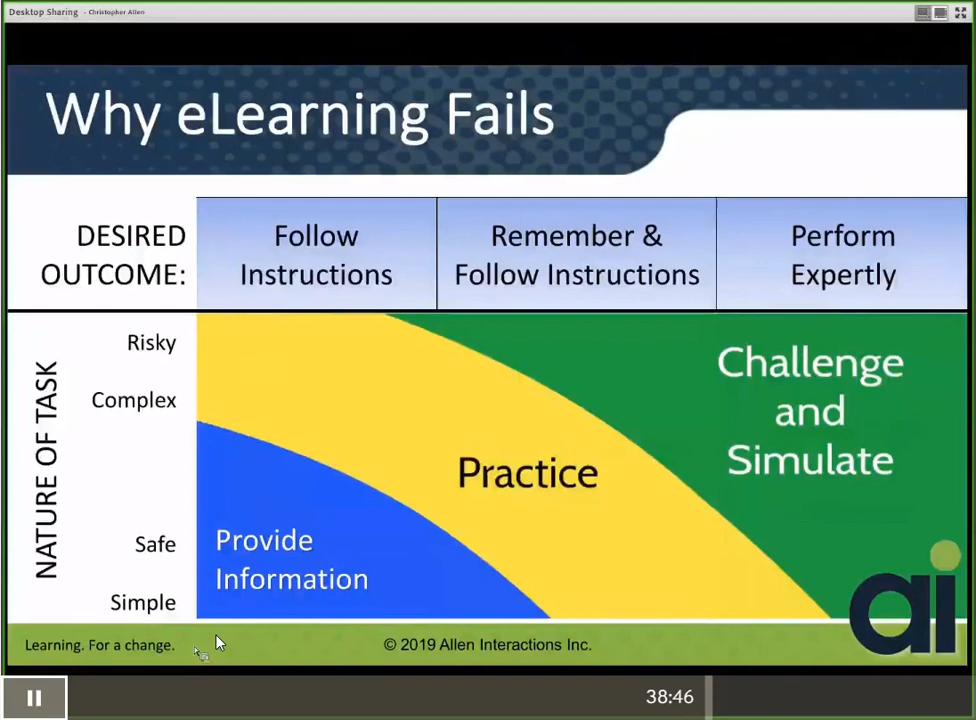 Desktop Sharing - Christopher Allen
Why eLearning Fails
DESIRED
OUTCOME:
Follow
Instructions
Remember &
Follow Instructions
Perform
Expertly
NATURE OF TASK
Risky
Complex
Safe
Simple
Provide
Information
Practice
Challenge
and
Simulate
ai
Learning. For a change.
© 2019 Allen Interactions Inc.
38:46